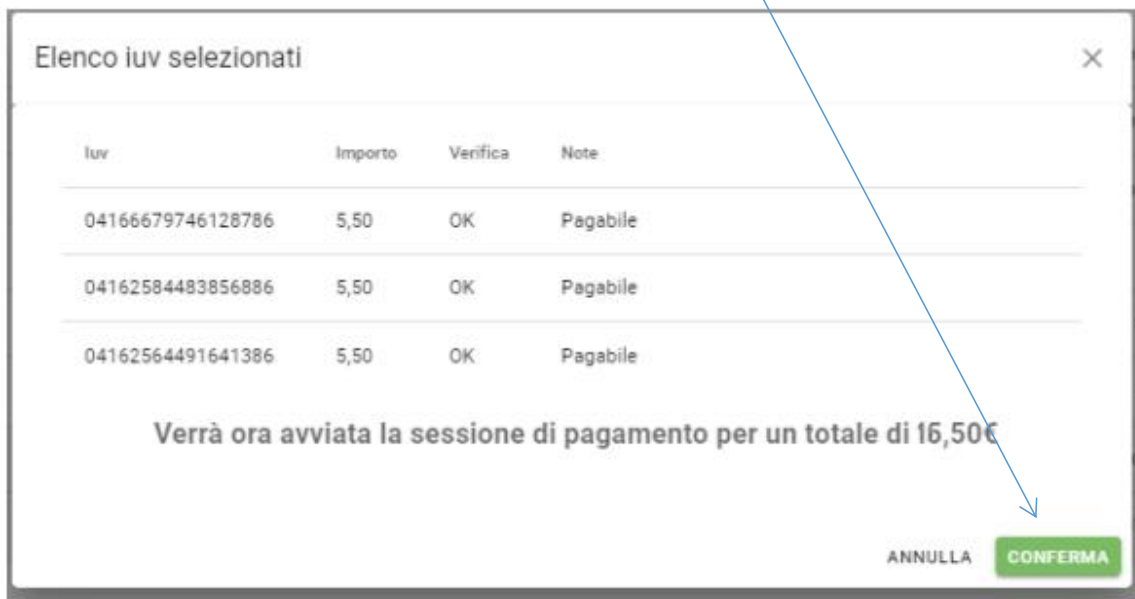 Elenco iuv selezionati
Iuv Importo Verifica Note
04166679746128786 5,50 OK Pagabile
04162584483856886 5,50 OK Pagabile
04162564491641386 5,50 OK Pagabile
Verrà ora avviata la sessione di pagamento per un totale di 16,50€
ANNULLA CONFERMA